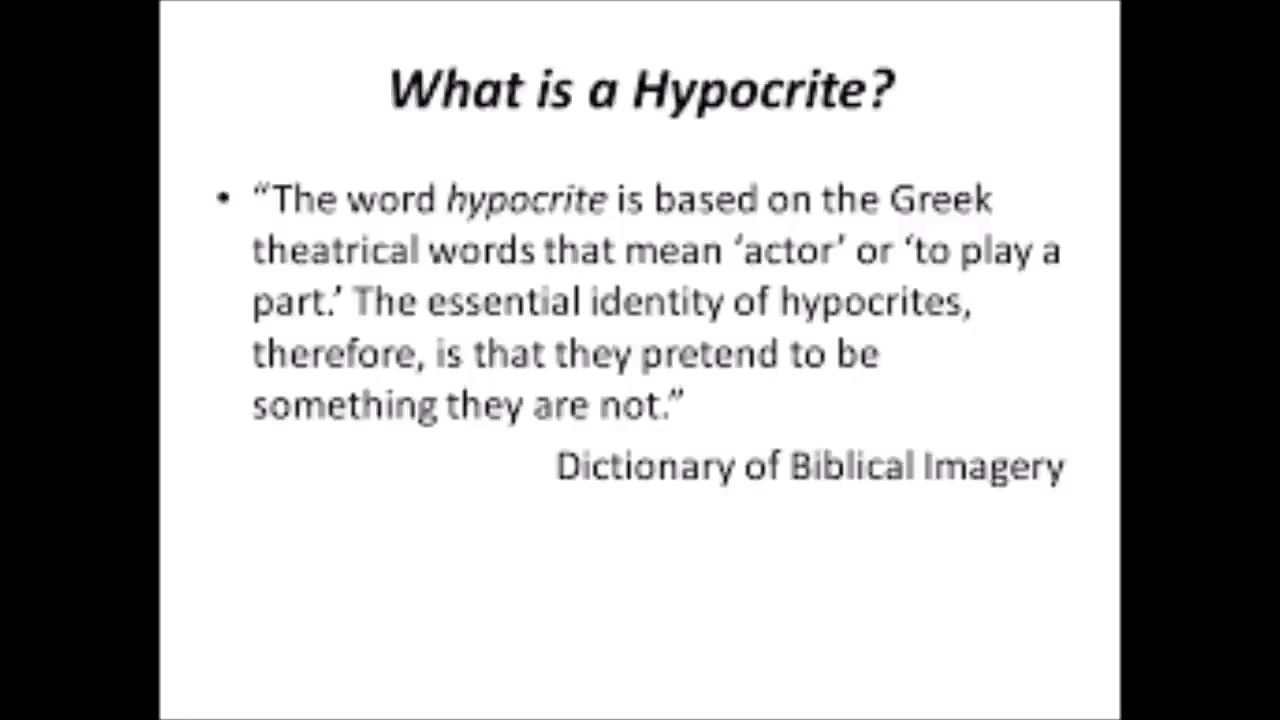 What is a Hypocrite?
• “The word hypocrite is based on the Greek
theatrical words that mean ‘actor’ or ‘to play a
part.’ The essential identity of hypocrites,
therefore, is that they pretend to be
something they are not.”
Dictionary of Biblical Imagery